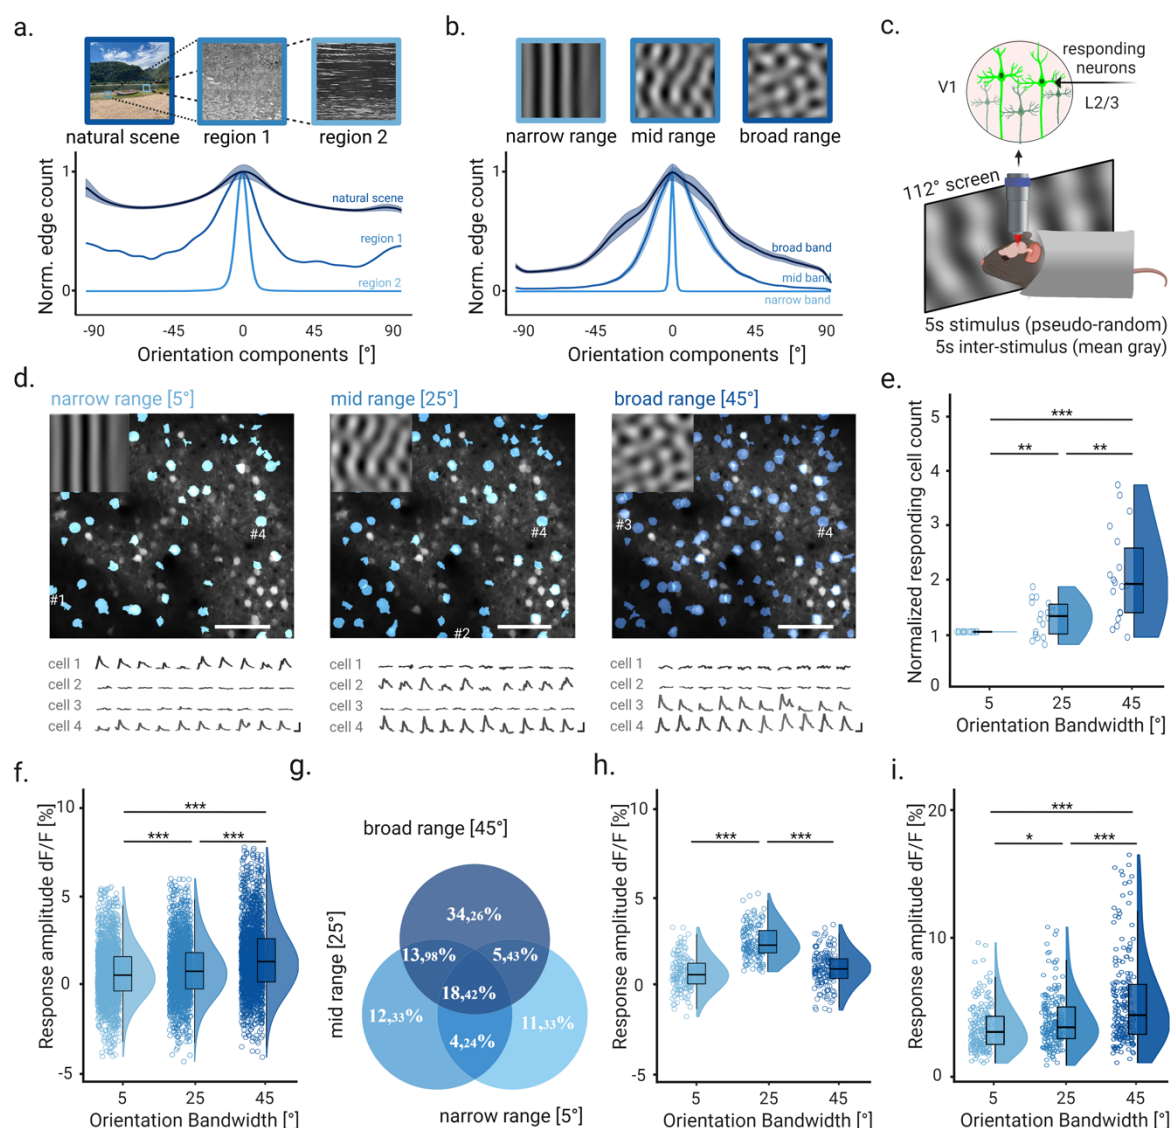 a.
natural scene region 1 region 2
Norm. edge count
1
0
natural scene
region 1
region 2
-90 -45 0 45 90
Orientation components [°]
b.
narrow range mid range broad range
Norm. edge count
1
0
broad band
mid band
narrow band
-90 -45 0 45 90
Orientation components [°]
c.
responding
neurons
V1
L2/3
112° screen
5s stimulus (pseudo-random)
5s inter-stimulus (mean gray)
d.
narrow range [5°] mid range [25°] broad range [45°]
#4
#1
#4
#2
#3
#4
cell 1
cell 2
cell 3
cell 4
cell 1
cell 2
cell 3
cell 4
cell 1
cell 2
cell 3
cell 4
e.
Normalized responding cell count
5
4
3
2
1
0
***
** **
5 25 45
Orientation Bandwidth [°]
f.
Response amplitude dF/F [%]
10
5
0
-5
***
*** ***
5 25 45
Orientation Bandwidth [°]
g.
broad range [45°]
mid range [25°]
34,26%
13,98% 5,43%
18,42%
12,33% 11,33%
4,24%
narrow range [5°]
h.
Response amplitude dF/F [%]
10
5
0
-5
*** ***
5 25 45
Orientation Bandwidth [°]
i.
Response amplitude dF/F [%]
20
10
0
***
* ***
5 25 45
Orientation Bandwidth [°]